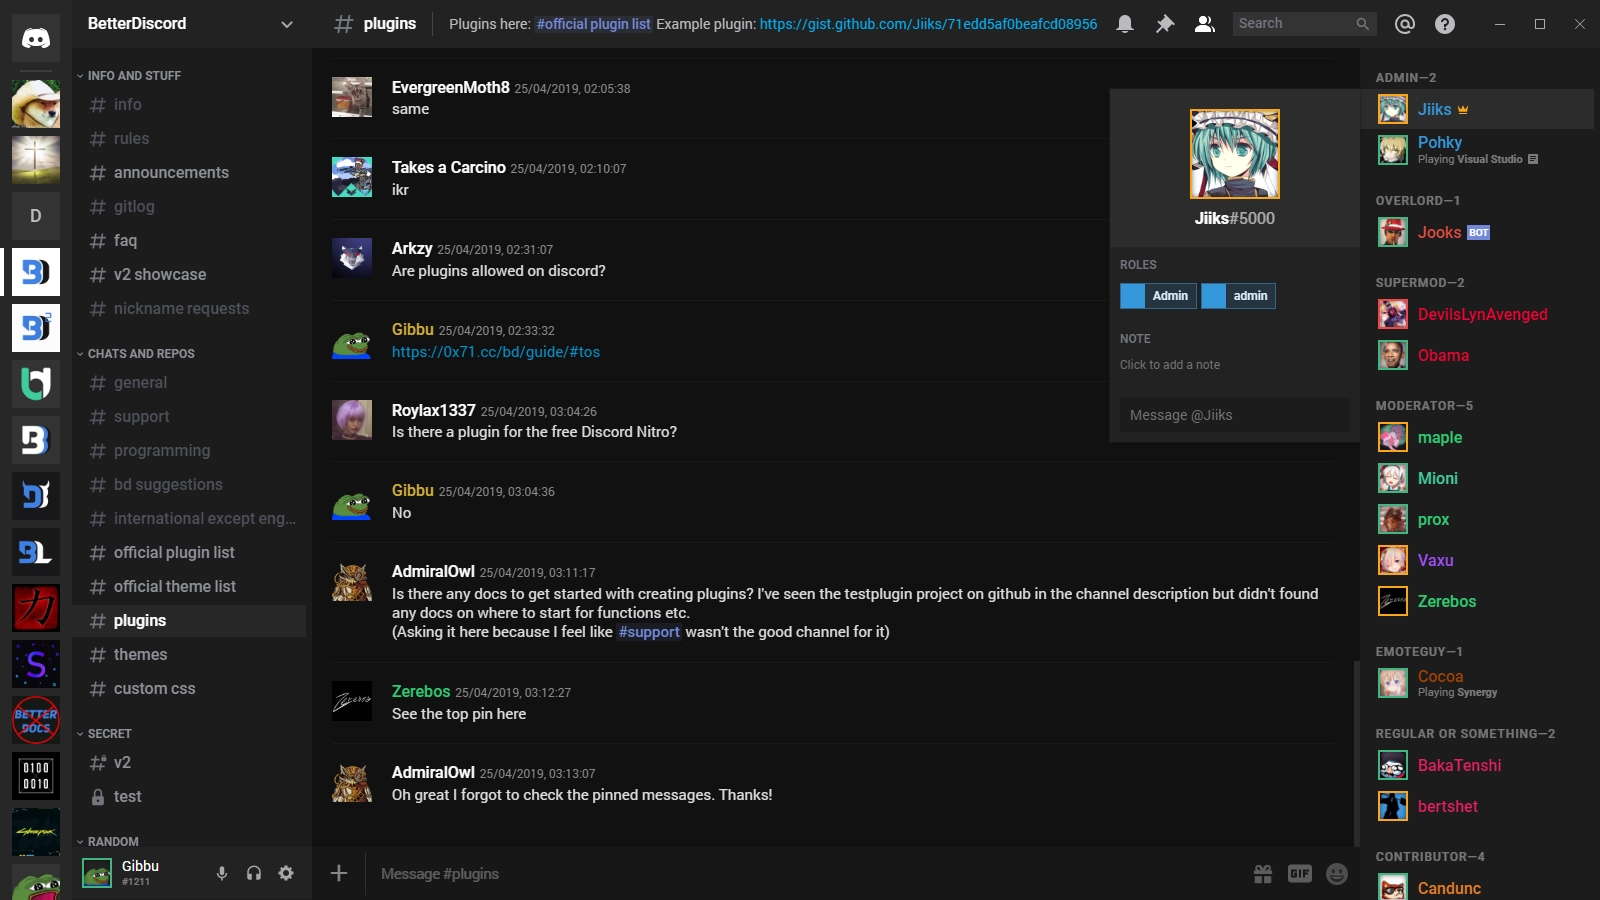 BetterDiscord
plugins
Plugins here: #official plugin list Example plugin: https://gist.github.com/Jiiks/71edd5af0beafcd08956
Search
D
2
BL
力
S
BETTER
DOCS
0100
0010
INFO AND STUFF
info
rules
announcements
gitlog
faq
v2 showcase
nickname requests
CHATS AND REPOS
general
support
programming
bd suggestions
international except eng...
official plugin list
official theme list
plugins
themes
custom css
SECRET
v2
test
RANDOM
Gibbu
#1211
EvergreenMoth8 25/04/2019, 02:05:38
same
Takes a Carcino 25/04/2019, 02:10:07
ikr
Arkzy 25/04/2019, 02:31:07
Are plugins allowed on discord?
Gibbu 25/04/2019, 02:33:32
https://0x71.cc/bd/guide/#tos
Roylax1337 25/04/2019, 03:04:26
Is there a plugin for the free Discord Nitro?
Gibbu 25/04/2019, 03:04:36
No
AdmiralOwl 25/04/2019, 03:11:17
Is there any docs to get started with creating plugins? I've seen the testplugin project on github in the channel description but didn't found
any docs on where to start for functions etc.
(Asking it here because I feel like #support wasn't the good channel for it)
Zerebos 25/04/2019, 03:12:27
See the top pin here
AdmiralOwl 25/04/2019, 03:13:07
Oh great I forgot to check the pinned messages. Thanks!
Message #plugins
GIF
Jiiks#5000
ROLES
Admin
admin
NOTE
Click to add a note
Message @Jiiks
ADMIN—2
Jiiks
Pohky
Playing Visual Studio
OVERLORD—1
Jooks BOT
SUPERMOD—2
DevilsLynAvenged
Obama
MODERATOR—5
maple
Mioni
prox
Vaxu
Zerebos
EMOTEGUY—1
Cocoa
Playing Synergy
REGULAR OR SOMETHING—2
BakaTenshi
bertshet
CONTRIBUTOR—4
Candunc